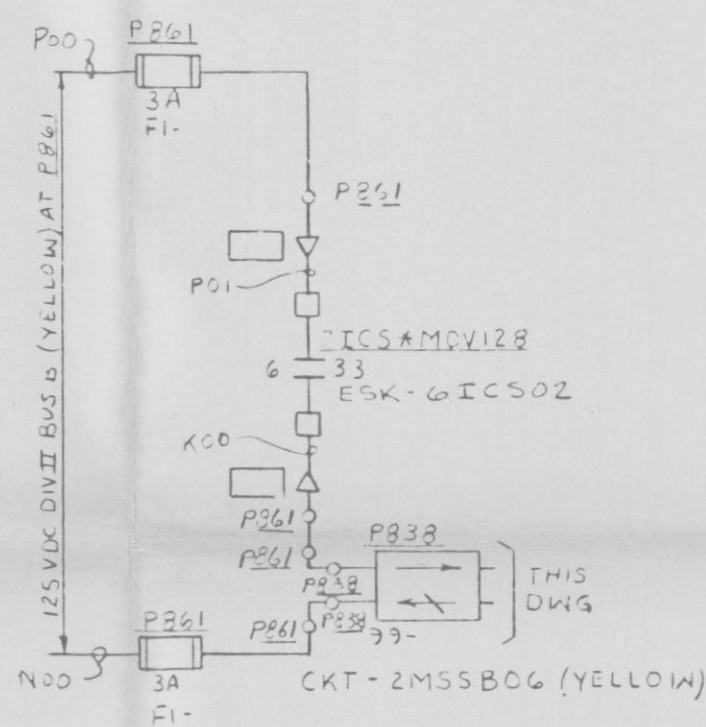 P00
P861
3A
F1-
125 VDC DIV II BUS B (YELLOW) AT P861
P861
P01
ICS*MOV128
6 33
ESK-6ICS02
K00
P861
P861
P838
P838
P838
P861
99-
THIS
DWG
P861
N00
3A
F1-
CKT-2MSSB06 (YELLOW)